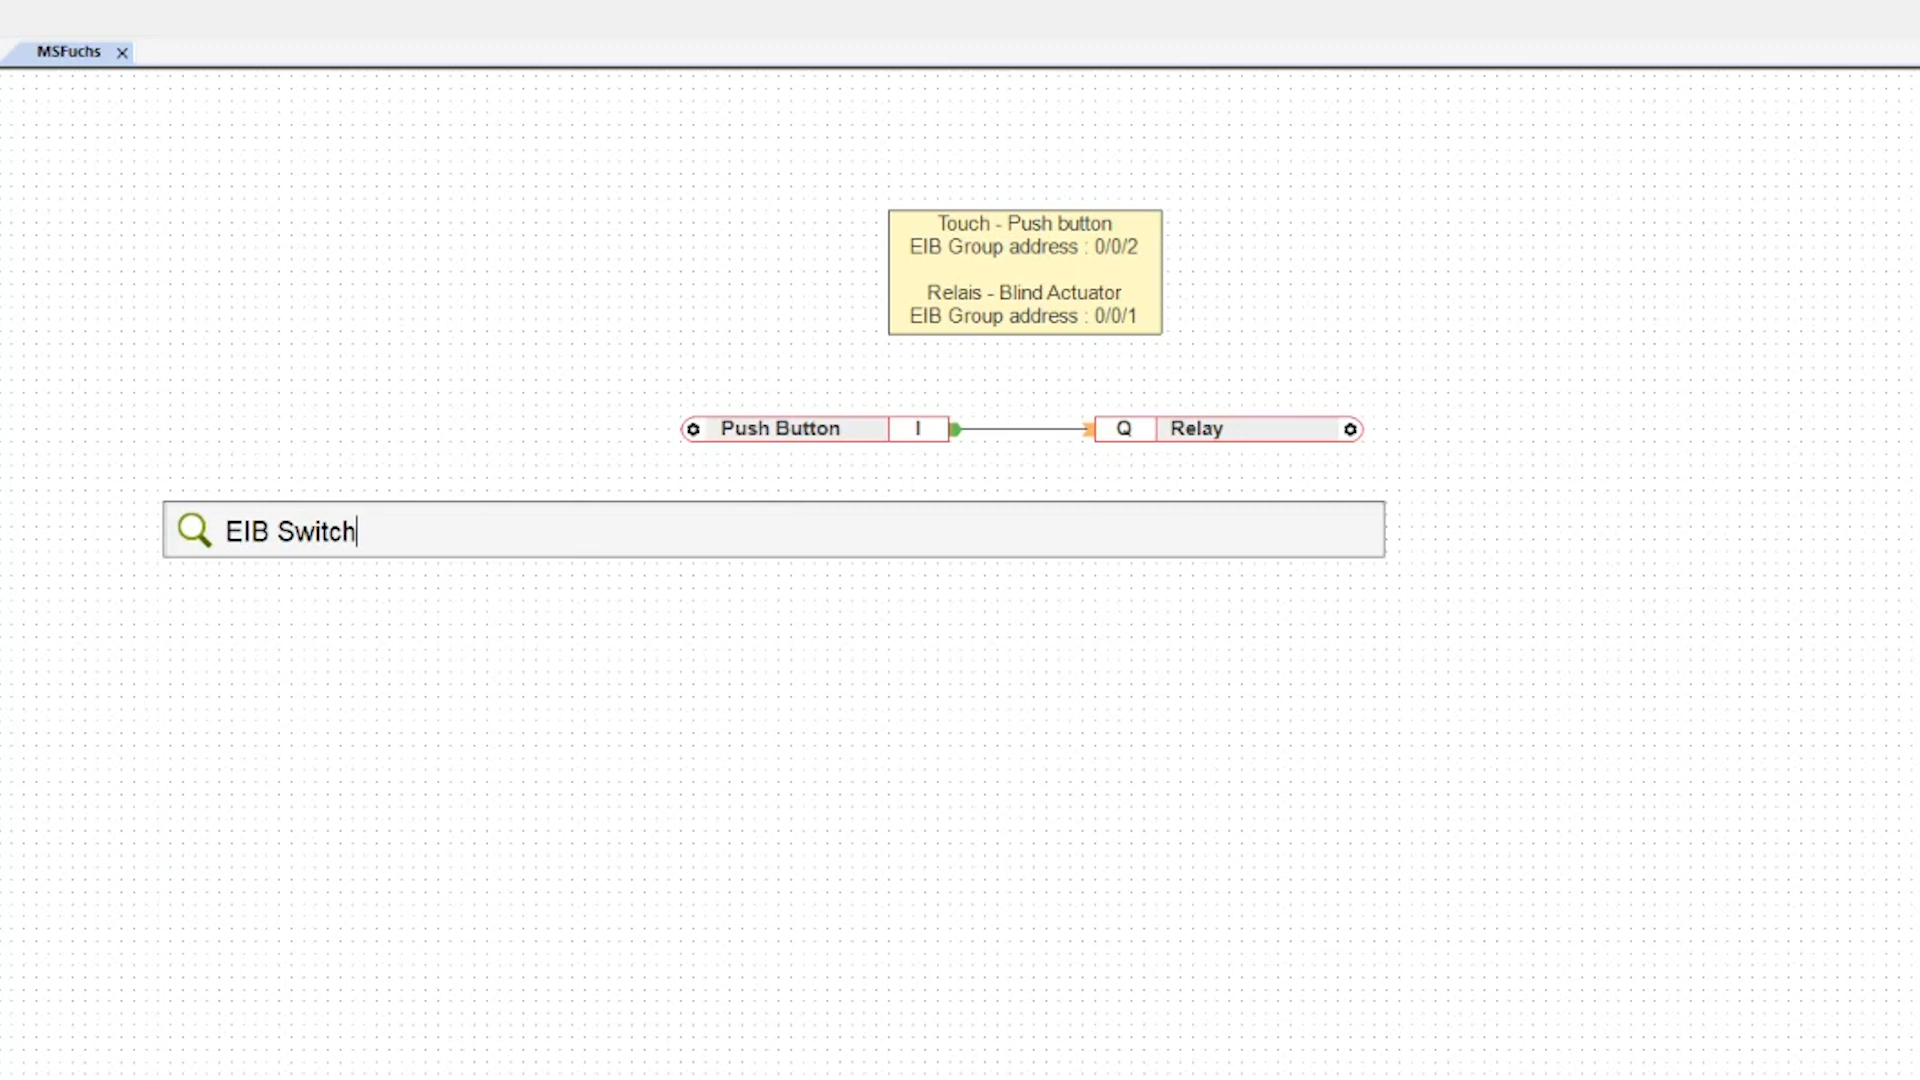 MSFuchs
Touch - Push button
EIB Group address : 0/0/2
Relais - Blind Actuator
EIB Group address : 0/0/1
Push Button I Q Relay
EIB Switch